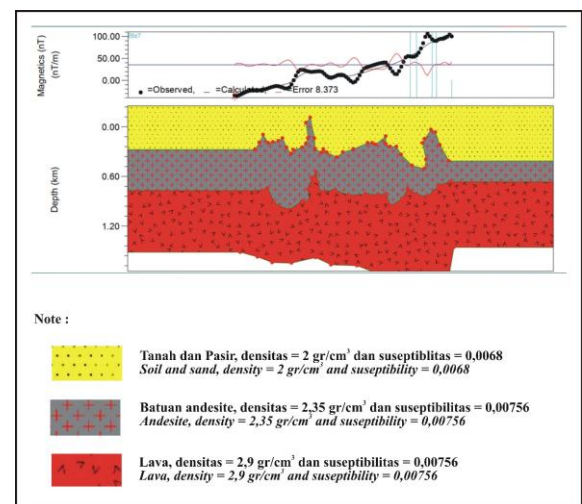 Magnetics (nT)
(nT/m)
100.00
50.00
0.00
=Observed, =Calculated, =Error 8.373
Depth (km)
0.00
0.60
1.20
Note :
Tanah dan Pasir, densitas = 2 gr/cm³ dan suseptiblitas = 0,0068
Soil and sand, density = 2 gr/cm³ and suseptibility = 0,0068
Batuan andesite, densitas = 2,35 gr/cm³ dan suseptibilitas = 0,00756
Andesite, density = 2,35 gr/cm³ and suseptibility = 0,00756
Lava, densitas = 2,9 gr/cm³ dan suseptibilitas = 0,00756
Lava, density = 2,9 gr/cm³ and suseptibility = 0,00756